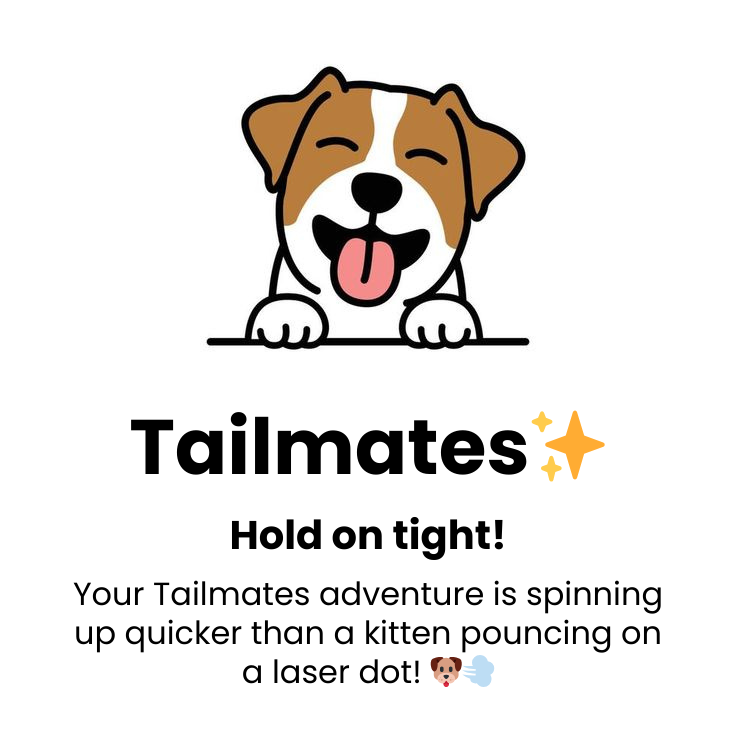 Tailmates✨
Hold on tight!
Your Tailmates adventure is spinning
up quicker than a kitten pouncing on
a laser dot! 🐶💨